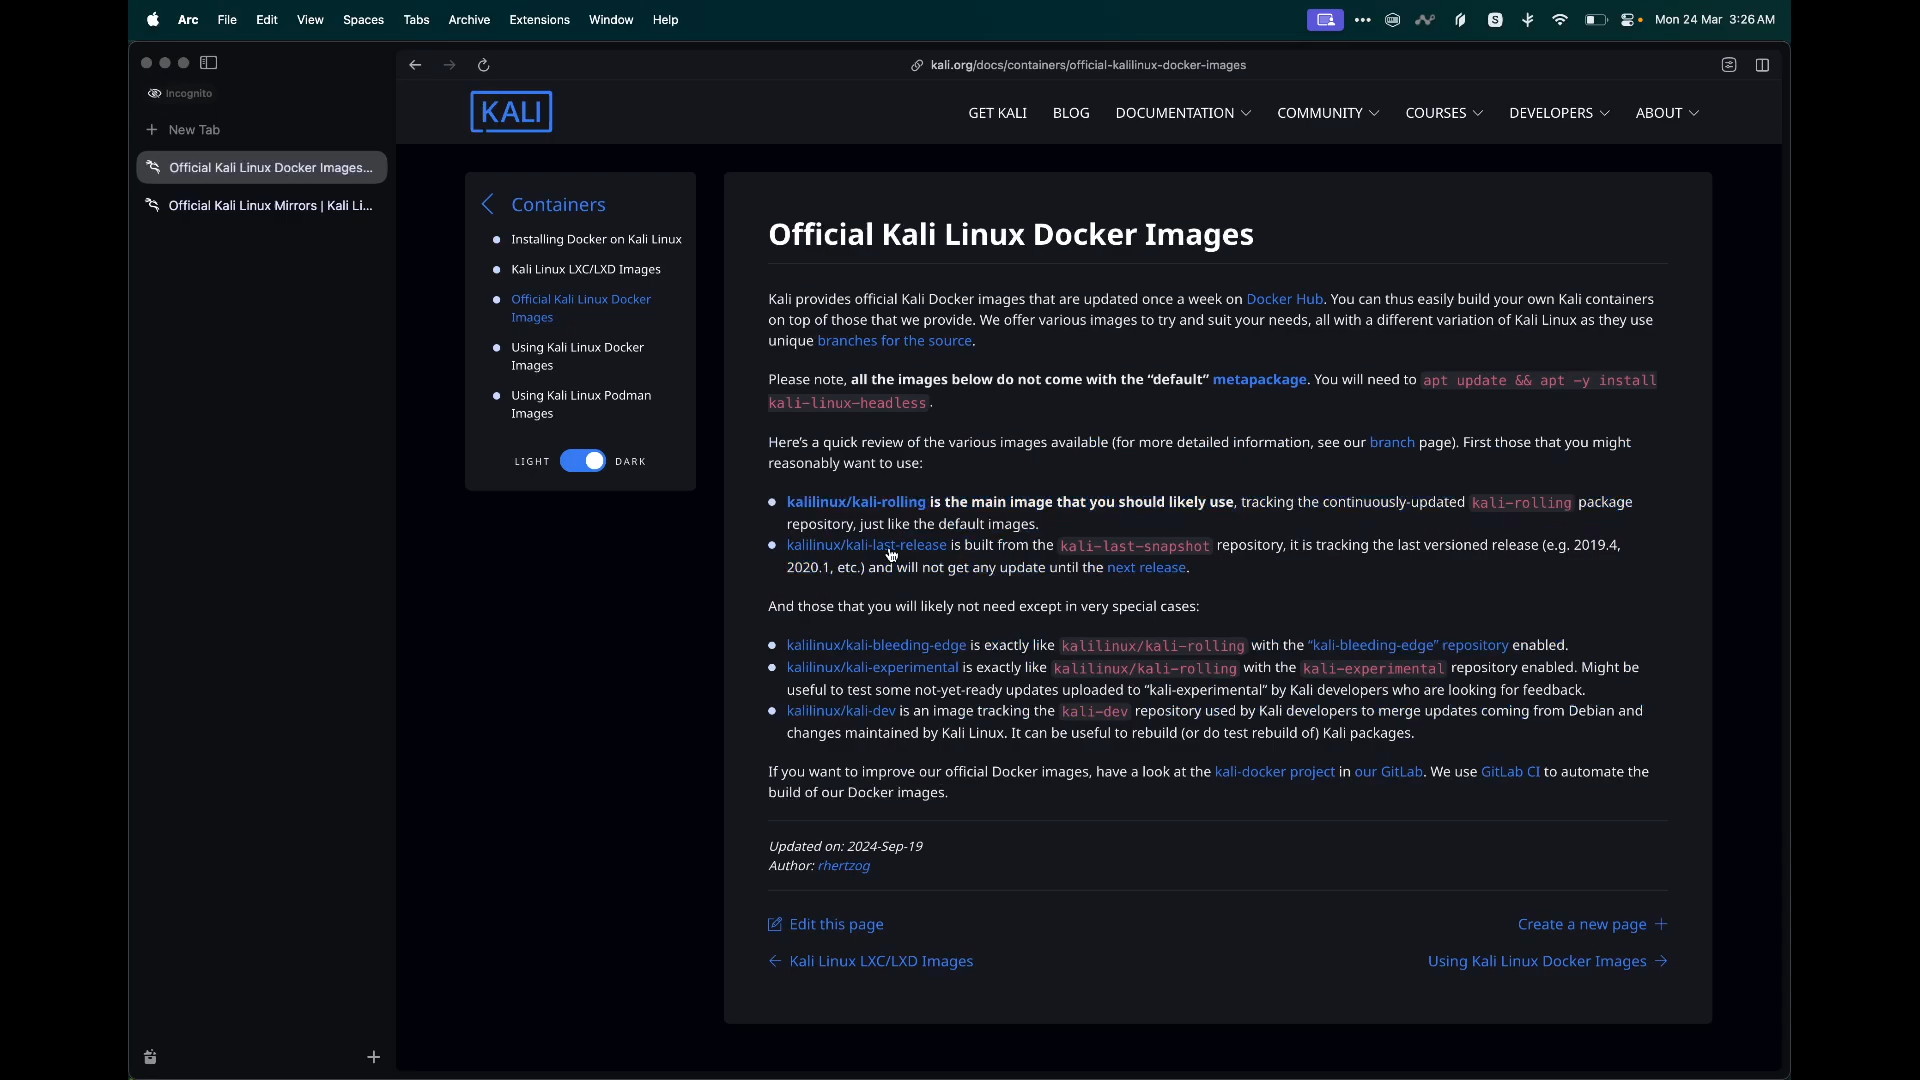 Arc File Edit View Spaces Tabs Archive Extensions Window Help
S
Mon 24 Mar 3:26 AM
Incognito
New Tab
Official Kali Linux Docker Images...
Official Kali Linux Mirrors | Kali Li...
kali.org/docs/containers/official-kalilinux-docker-images
KALI
GET KALI BLOG DOCUMENTATION COMMUNITY COURSES DEVELOPERS ABOUT
Containers
Installing Docker on Kali Linux
Kali Linux LXC/LXD Images
Official Kali Linux Docker
Images
Using Kali Linux Docker
Images
Using Kali Linux Podman
Images
LIGHT DARK
Official Kali Linux Docker Images
Kali provides official Kali Docker images that are updated once a week on Docker Hub. You can thus easily build your own Kali containers
on top of those that we provide. We offer various images to try and suit your needs, all with a different variation of Kali Linux as they use
unique branches for the source.
Please note, all the images below do not come with the “default” metapackage. You will need to apt update && apt -y install
kali-linux-headless.
Here’s a quick review of the various images available (for more detailed information, see our branch page). First those that you might
reasonably want to use:
kalilinux/kali-rolling is the main image that you should likely use, tracking the continuously-updated kali-rolling package
repository, just like the default images.
kalilinux/kali-last-release is built from the kali-last-snapshot repository, it is tracking the last versioned release (e.g. 2019.4,
2020.1, etc.) and will not get any update until the next release.
And those that you will likely not need except in very special cases:
kalilinux/kali-bleeding-edge is exactly like kalilinux/kali-rolling with the “kali-bleeding-edge” repository enabled.
kalilinux/kali-experimental is exactly like kalilinux/kali-rolling with the kali-experimental repository enabled. Might be
useful to test some not-yet-ready updates uploaded to “kali-experimental” by Kali developers who are looking for feedback.
kalilinux/kali-dev is an image tracking the kali-dev repository used by Kali developers to merge updates coming from Debian and
changes maintained by Kali Linux. It can be useful to rebuild (or do test rebuild of) Kali packages.
If you want to improve our official Docker images, have a look at the kali-docker project in our GitLab. We use GitLab CI to automate the
build of our Docker images.
Updated on: 2024-Sep-19
Author: rhertzog
Edit this page
Create a new page
Kali Linux LXC/LXD Images
Using Kali Linux Docker Images